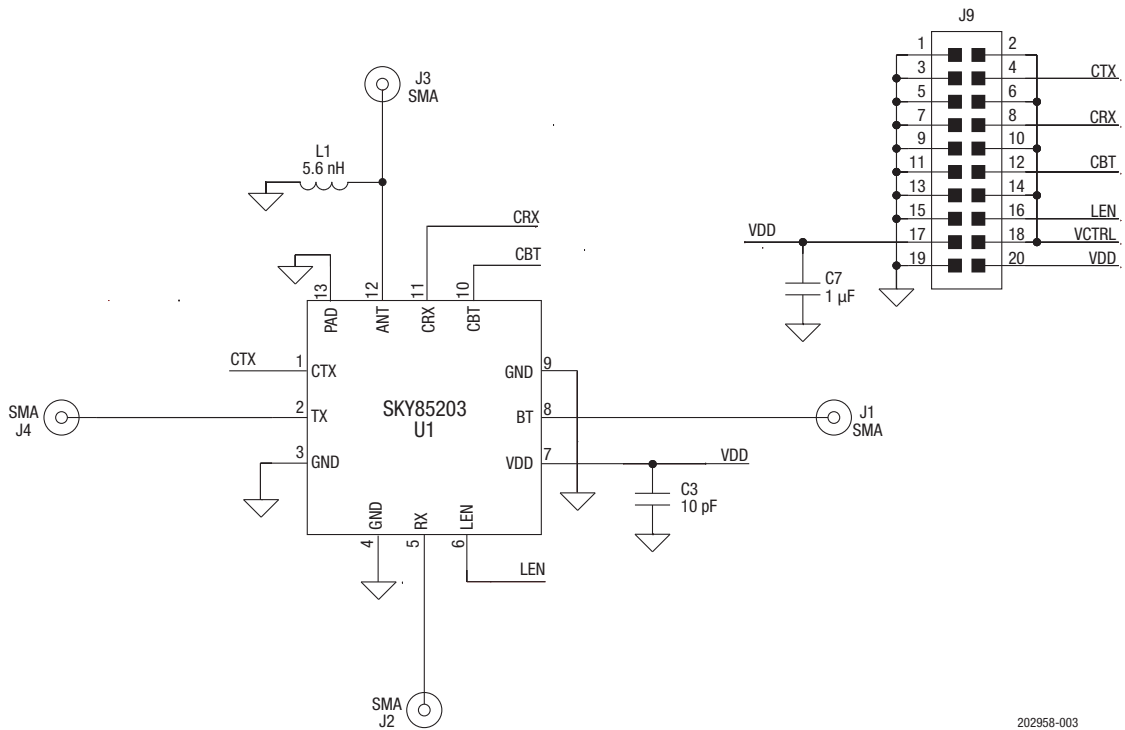 J9
1 2
3 4 CTX
5 6
7 8 CRX
9 10
11 12 CBT
13 14
15 16 LEN
VDD 17 18 VCTRL
19 20 VDD
C7
1 µF
J3
SMA
L1
5.6 nH
CRX
CBT
13 12 11 10
PAD ANT CRX CBT
CTX 1 CTX
GND 9
SKY85203
U1
SMA
J4
2 TX
BT 8
J1
SMA
3 GND
VDD 7 VDD
C3
10 pF
GND RX LEN
4 5 6
LEN
SMA
J2
202958-003